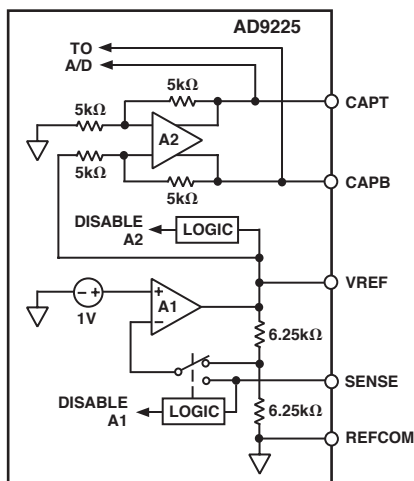 AD9225
TO
A/D
5kΩ
CAPT
5kΩ
A2
5kΩ
CAPB
5kΩ
DISABLE
A2
LOGIC
VREF
- +
1V
+
A1
-
6.25kΩ
SENSE
DISABLE
A1
LOGIC
6.25kΩ
REFCOM